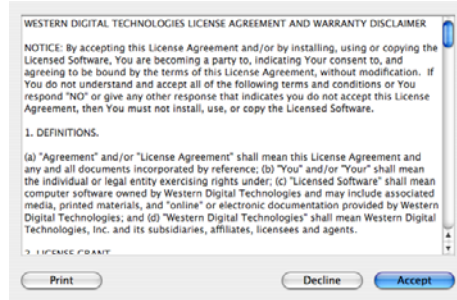 WESTERN DIGITAL TECHNOLOGIES LICENSE AGREEMENT AND WARRANTY DISCLAIMER
NOTICE: By accepting this License Agreement and/or by installing, using or copying the
Licensed Software, You are becoming a party to, indicating Your consent to, and
agreeing to be bound by the terms of this License Agreement, without modification. If
You do not understand and accept all of the following terms and conditions or You
respond "NO" or give any other response that indicates you do not accept this License
Agreement, then You must not install, use, or copy the Licensed Software.
1. DEFINITIONS.
(a) "Agreement" and/or "License Agreement" shall mean this License Agreement and
any and all documents incorporated by reference; (b) "You" and/or "Your" shall mean
the individual or legal entity exercising rights under; (c) "Licensed Software" shall mean
computer software owned by Western Digital Technologies and may include associated
media, printed materials, and "online" or electronic documentation provided by Western
Digital Technologies; and (d) "Western Digital Technologies" shall mean Western Digital
Technologies, Inc. and its subsidiaries, affiliates, licensees and agents.
2. LICENSE GRANT
Print Decline Accept